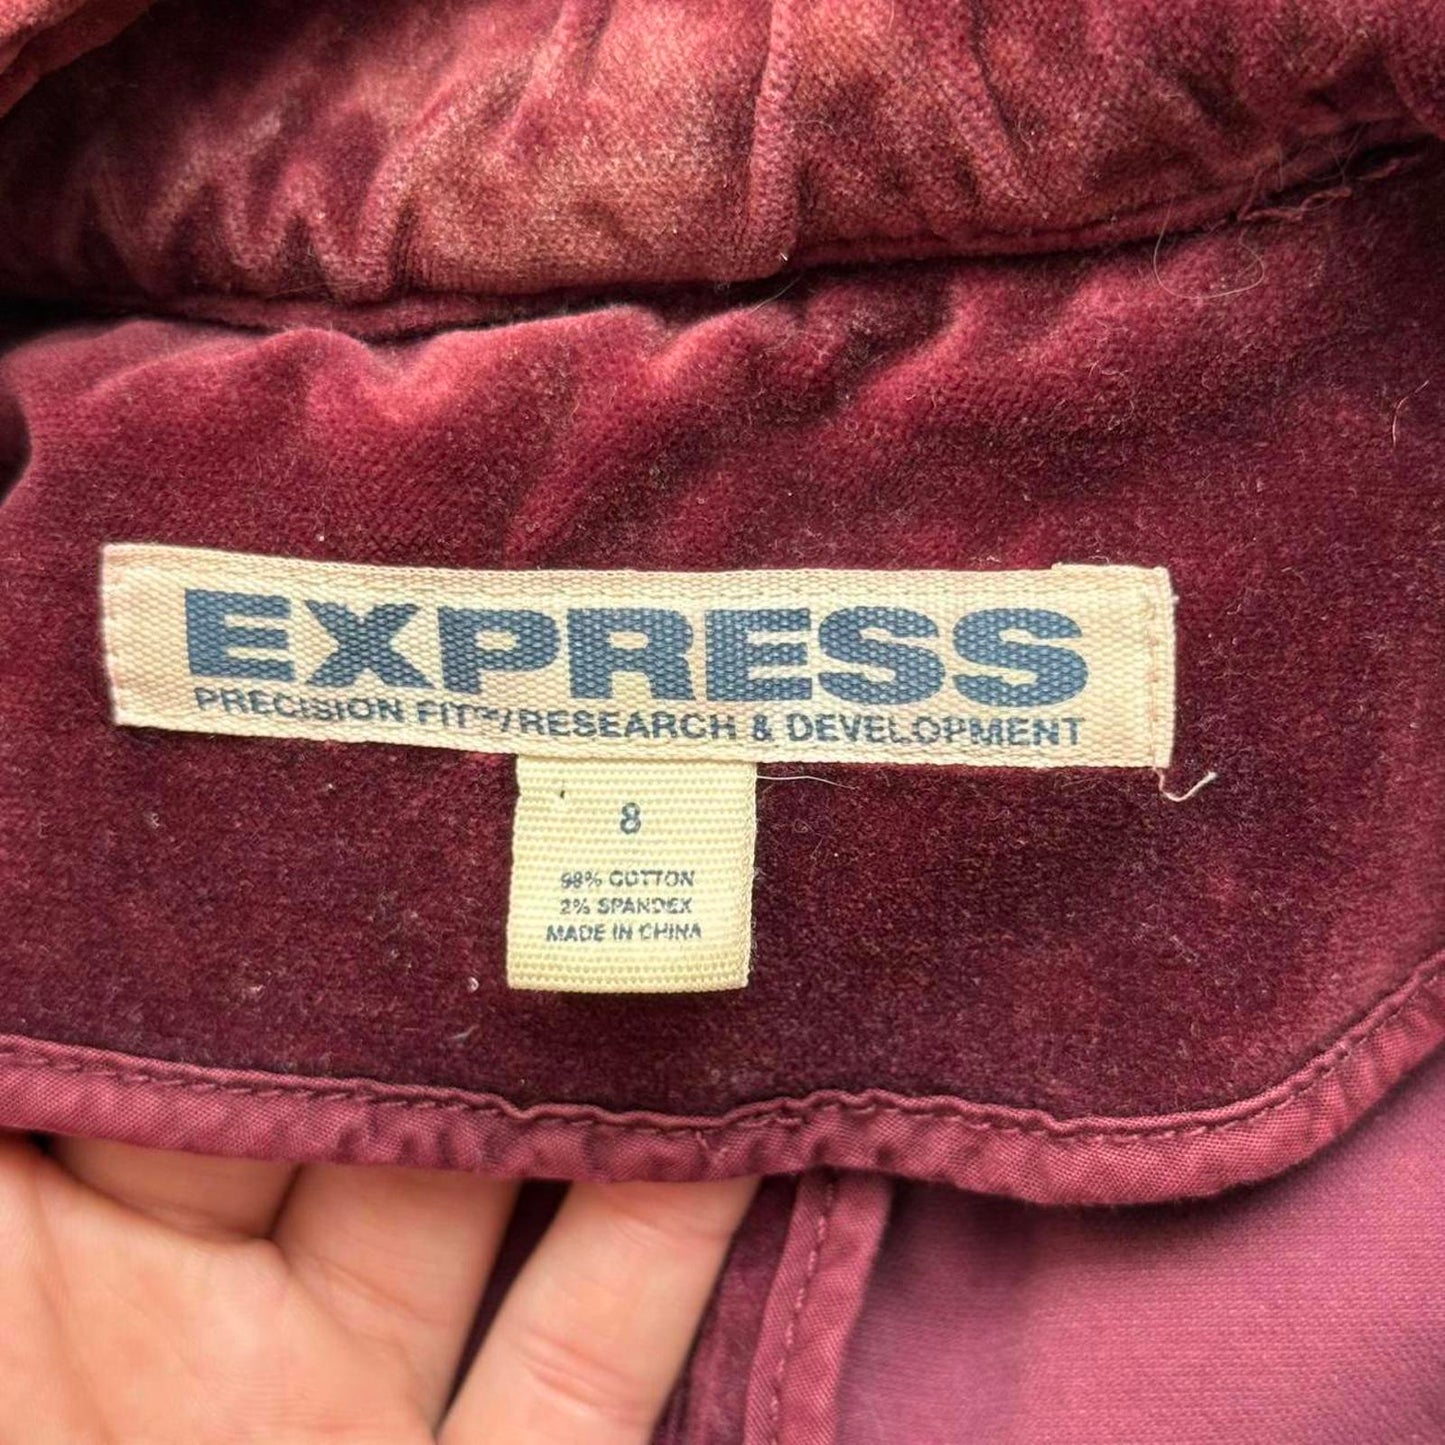 EXPRESS
PRECISION FIT™/RESEARCH & DEVELOPMENT
8
98% COTTON
2% SPANDEX
MADE IN CHINA